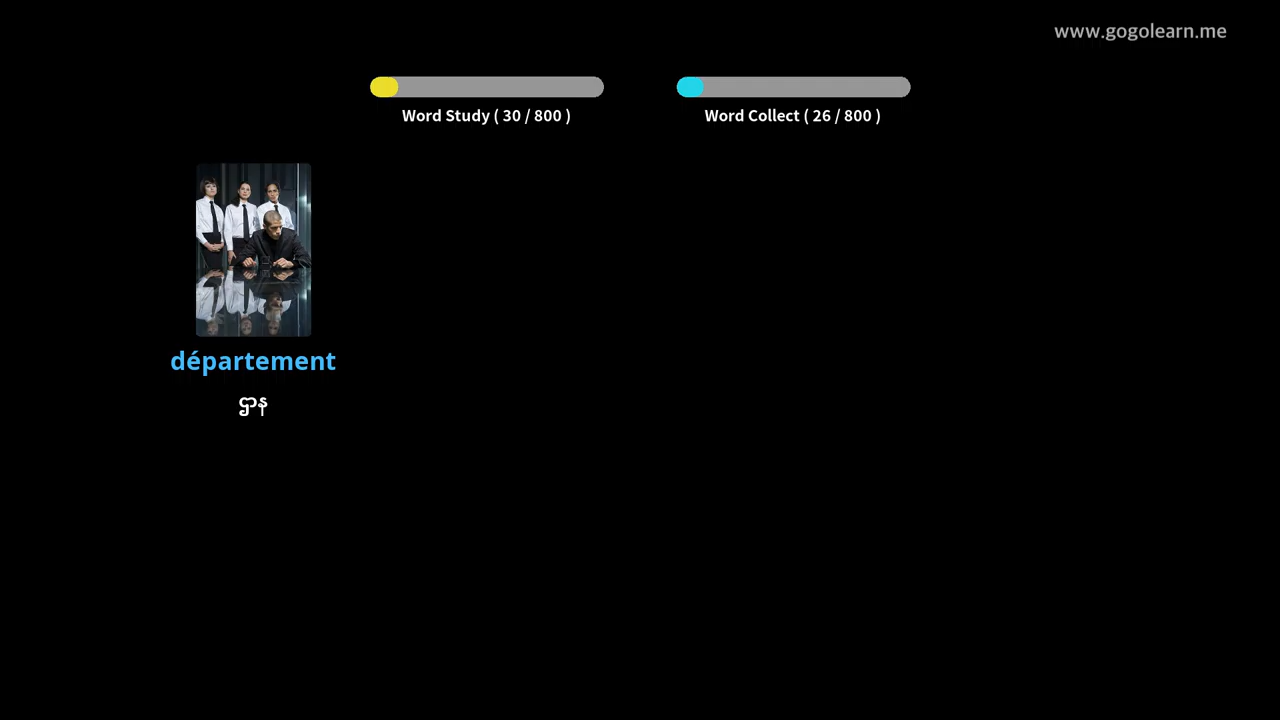 www.gogolearn.me
Word Study ( 30 / 800 )
Word Collect ( 26 / 800 )
département
ဌာန